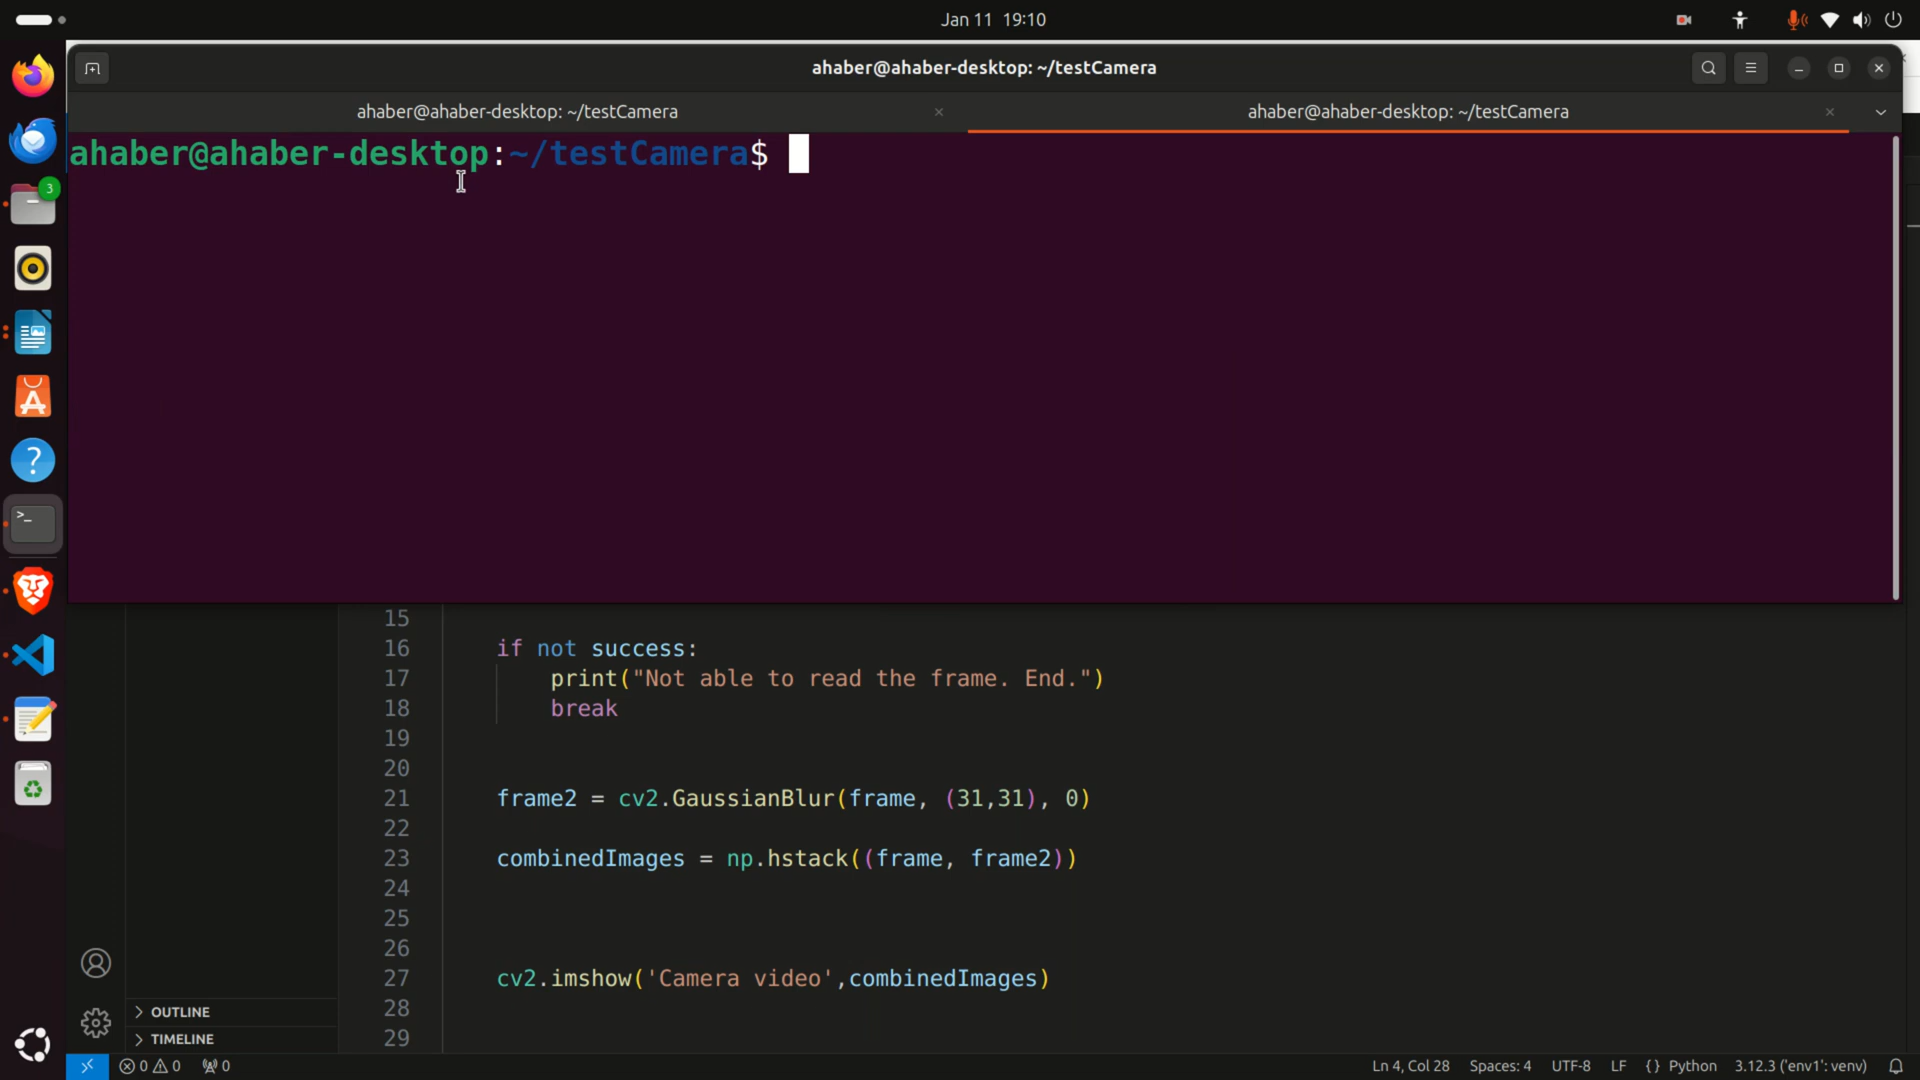 Jan 11 19:10
ahaber@ahaber-desktop: ~/testCamera
ahaber@ahaber-desktop: ~/testCamera
ahaber@ahaber-desktop: ~/testCamera
ahaber@ahaber-desktop:~/testCamera$
3
15
16 if not success:
17 print("Not able to read the frame. End.")
18 break
19
20
21 frame2 = cv2.GaussianBlur(frame, (31,31), 0)
22
23 combinedImages = np.hstack((frame, frame2))
24
25
26
27 cv2.imshow('Camera video',combinedImages)
28
29
OUTLINE
TIMELINE
0 0 0 Ln 4, Col 28 Spaces: 4 UTF-8 LF {} Python 3.12.3 ('env1': venv)